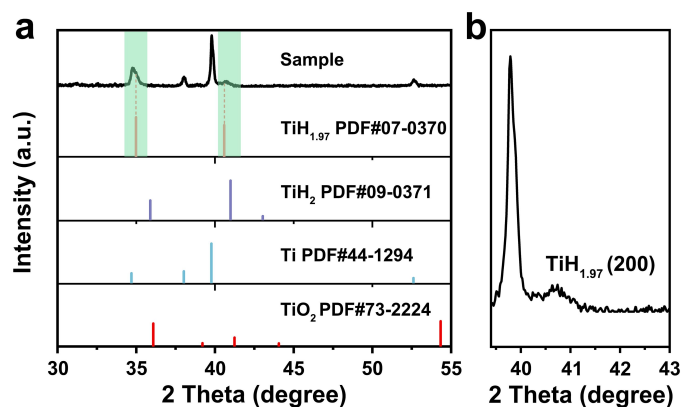 a
Sample
TiH1.97 PDF#07-0370
TiH2 PDF#09-0371
Ti PDF#44-1294
TiO2 PDF#73-2224
Intensity (a.u.)
30 35 40 45 50 55
2 Theta (degree)
b
TiH1.97 (200)
40 41 42 43
2 Theta (degree)